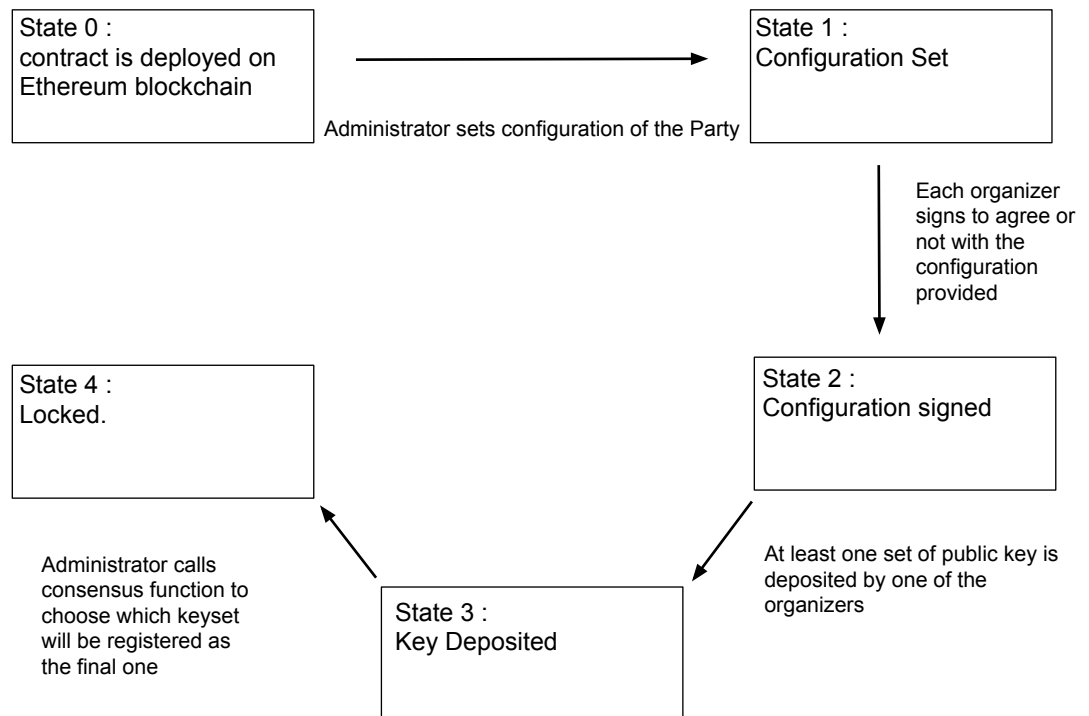 State 0 :
contract is deployed on
Ethereum blockchain
Administrator sets configuration of the Party
State 1 :
Configuration Set
Each organizer
signs to agree or
not with the
configuration
provided
State 2 :
Configuration signed
At least one set of public key is
deposited by one of the
organizers
State 3 :
Key Deposited
Administrator calls
consensus function to
choose which keyset
will be registered as
the final one
State 4 :
Locked.